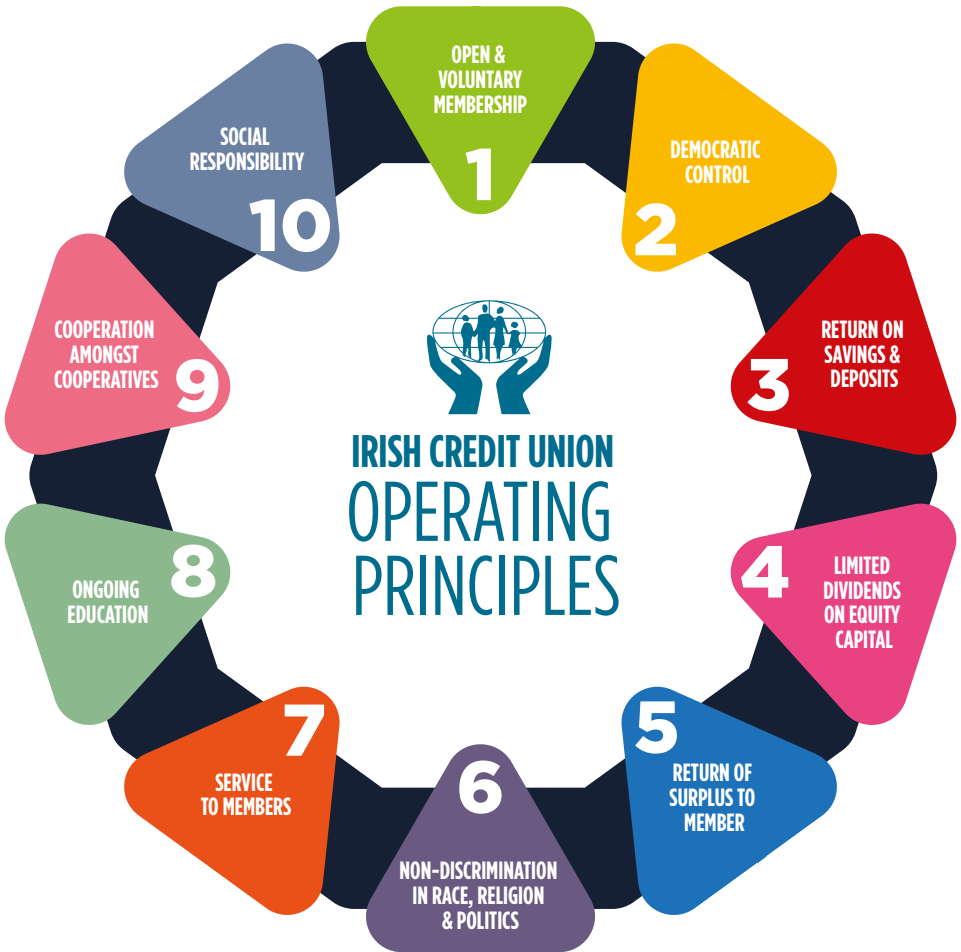 OPEN &
VOLUNTARY
MEMBERSHIP
1
DEMOCRATIC
CONTROL
2
RETURN ON
SAVINGS &
DEPOSITS
3
4
LIMITED
DIVIDENDS
ON EQUITY
CAPITAL
5
RETURN OF
SURPLUS TO
MEMBER
6
NON-DISCRIMINATION
IN RACE, RELIGION
& POLITICS
7
SERVICE
TO MEMBERS
8
ONGOING
EDUCATION
COOPERATION
AMONGST
COOPERATIVES
9
SOCIAL
RESPONSIBILITY
10
IRISH CREDIT UNION
OPERATING
PRINCIPLES